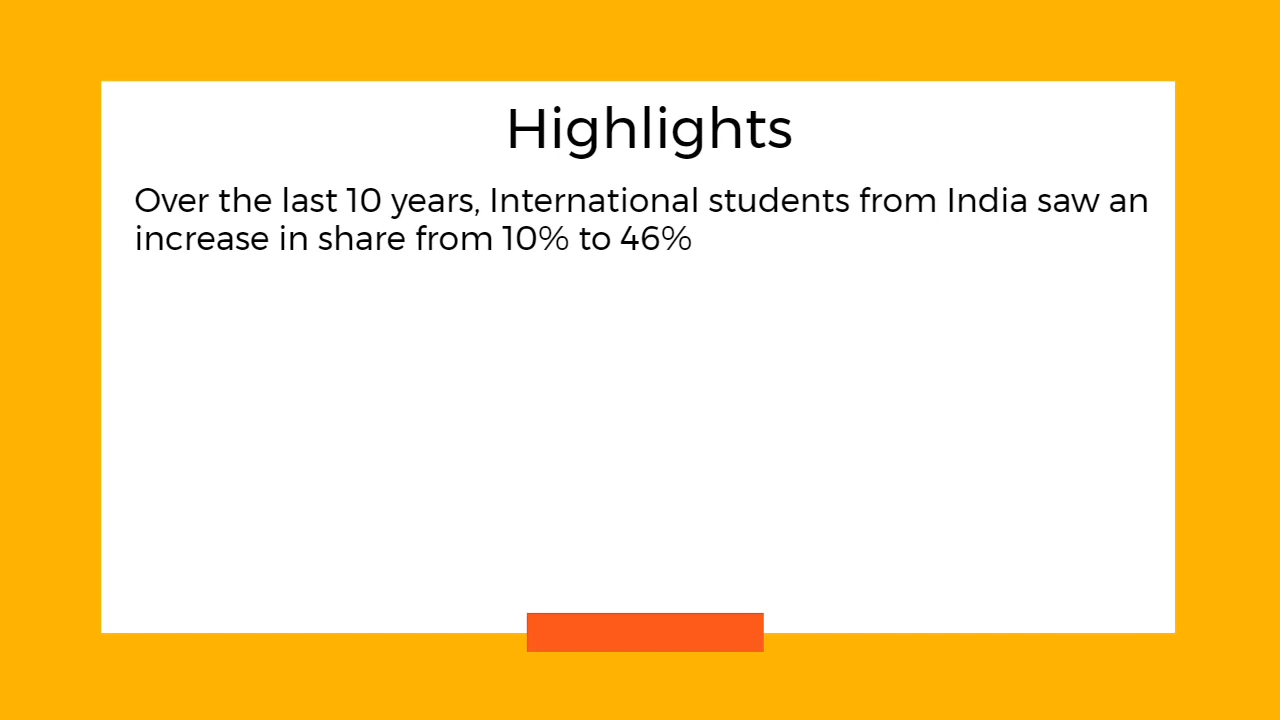 Highlights
Over the last 10 years, International students from India saw an
increase in share from 10% to 46%